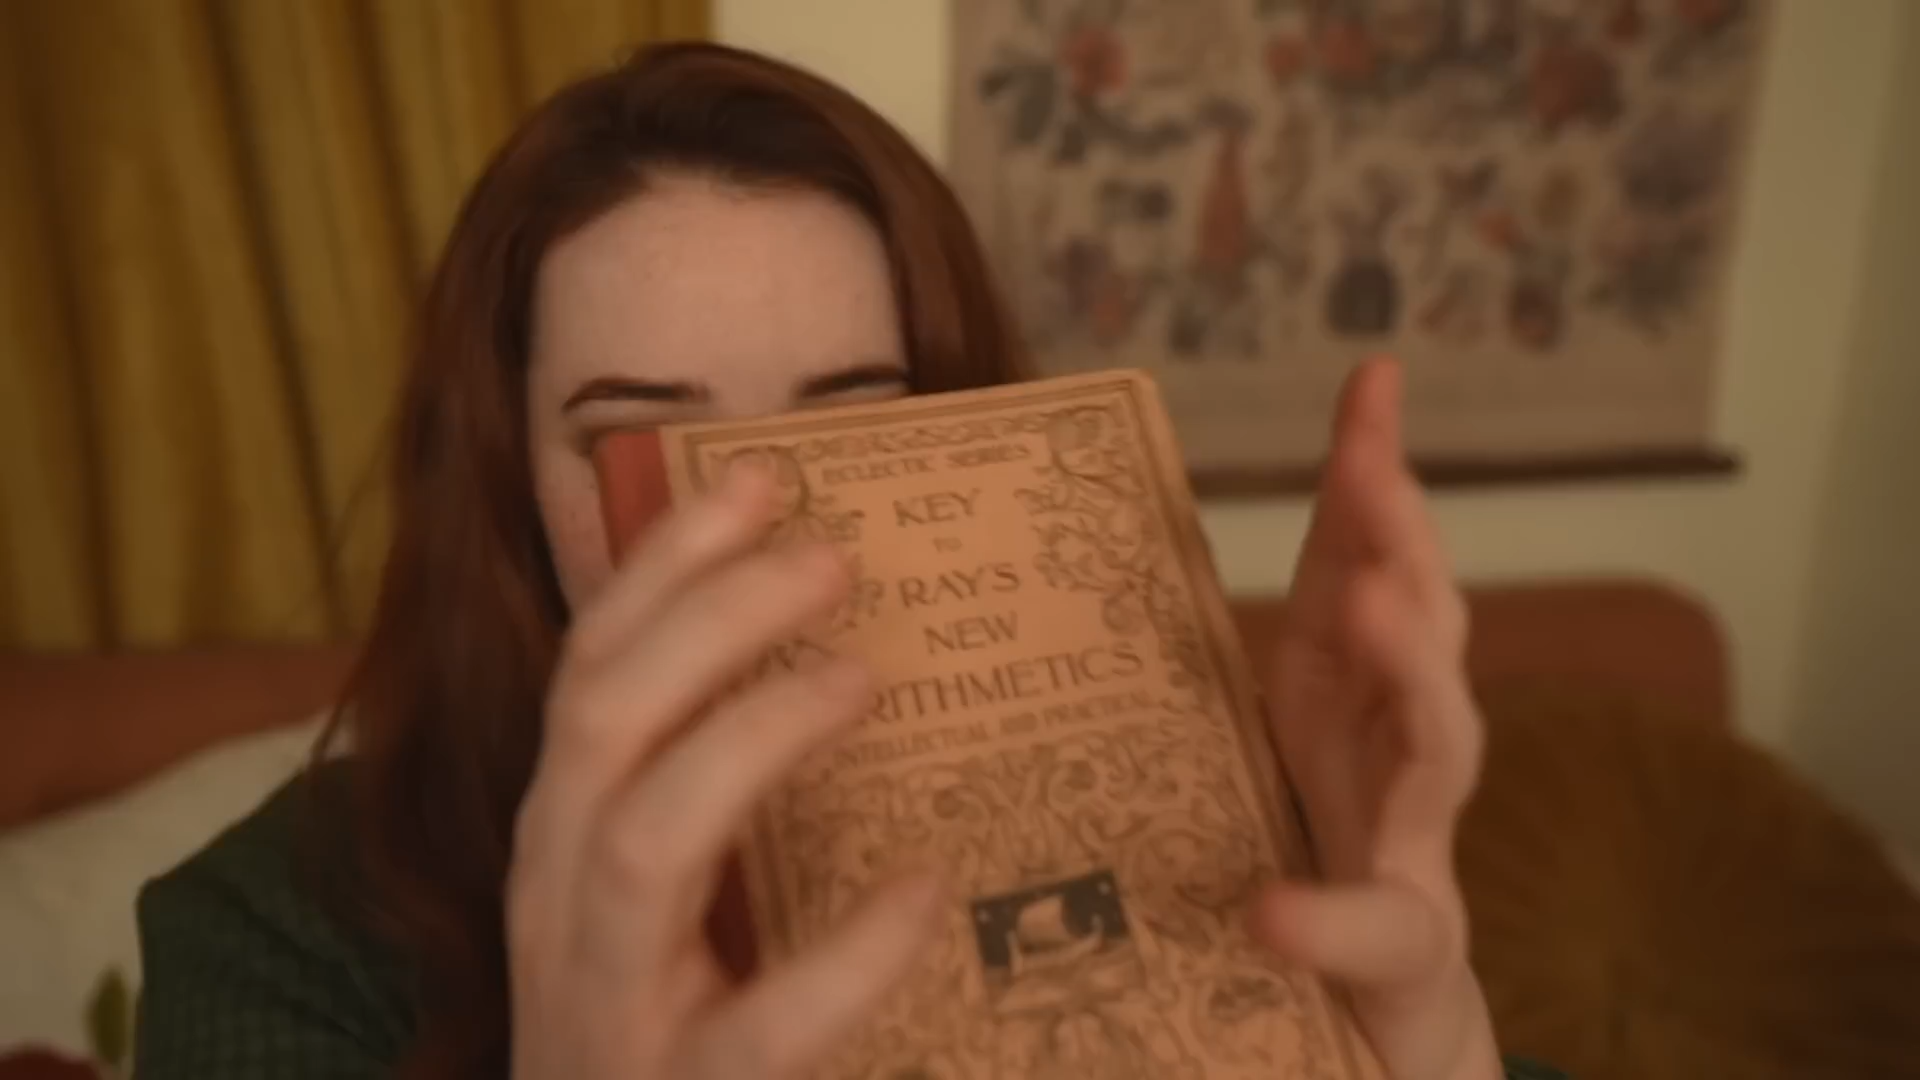 ECLECTIC SERIES
KEY
TO
RAY'S
NEW
RITHMETICS
INTELLECTUAL AND PRACTICAL